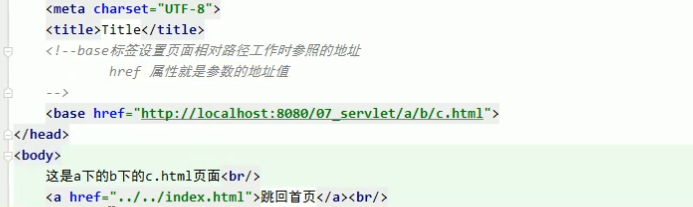 <meta charset="UTF-8">
<title>Title</title>
<!--base标签设置页面相对路径工作时参照的地址
href 属性就是参数的地址值
-->
<base href="http://localhost:8080/07_servlet/a/b/c.html">
</head>
<body>
这是a下的b下的c.html页面<br/>
<a href="../../index.html">跳回首页</a><br/>